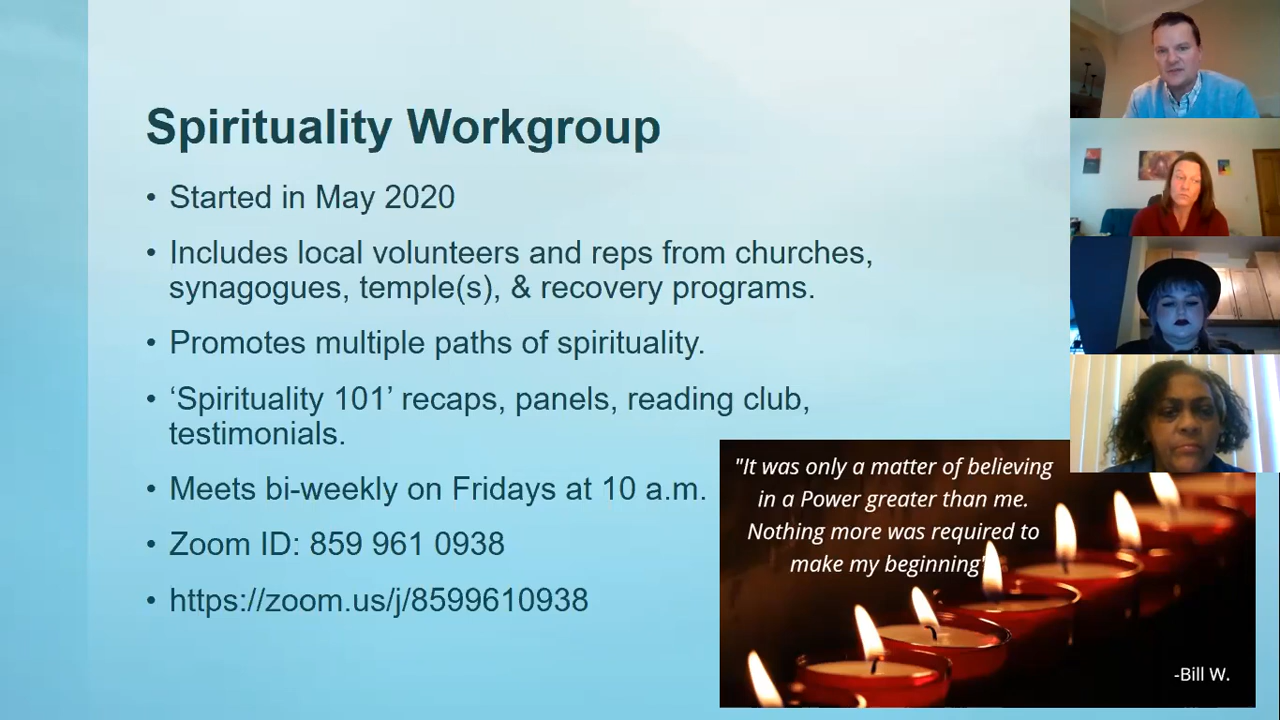 Spirituality Workgroup
• Started in May 2020
• Includes local volunteers and reps from churches,
synagogues, temple(s), & recovery programs.
• Promotes multiple paths of spirituality.
• ‘Spirituality 101’ recaps, panels, reading club,
testimonials.
• Meets bi-weekly on Fridays at 10 a.m.
• Zoom ID: 859 961 0938
• https://zoom.us/j/8599610938
"It was only a matter of believing
in a Power greater than me.
Nothing more was required to
make my beginning"
-Bill W.